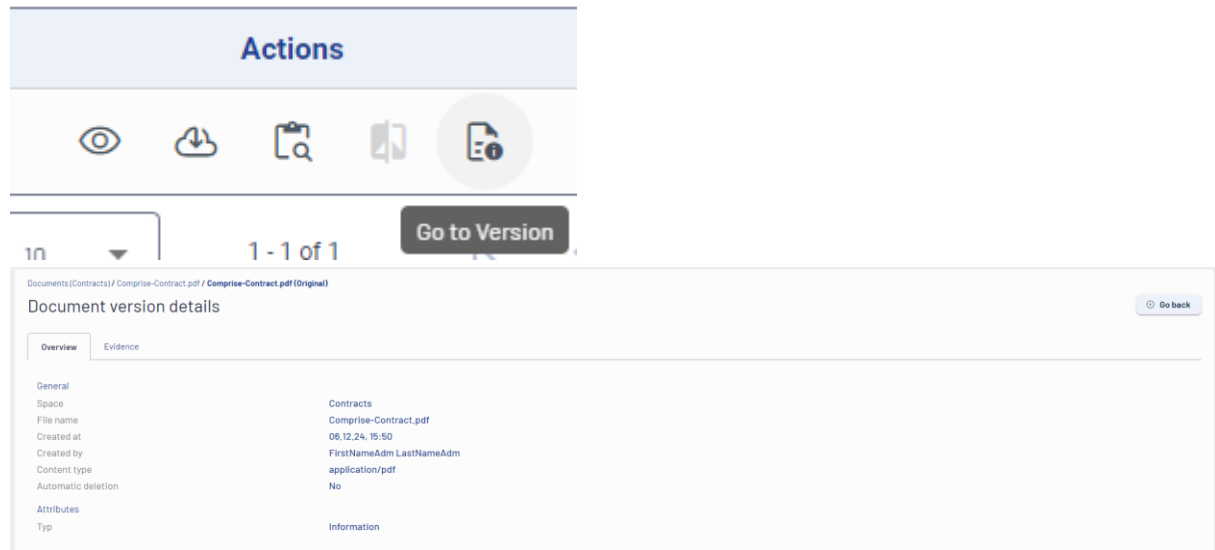 Actions
Go to Version
10
1 - 1 of 1
Documents (Contracts) / Comprise-Contract.pdf / Comprise-Contract.pdf (Original)
Document version details
Go back
Overview Evidence
General
Space Contracts
File name Comprise-Contract.pdf
Created at 06.12.24, 15:50
Created by FirstNameAdm LastNameAdm
Content type application/pdf
Automatic deletion No
Attributes
Typ Information